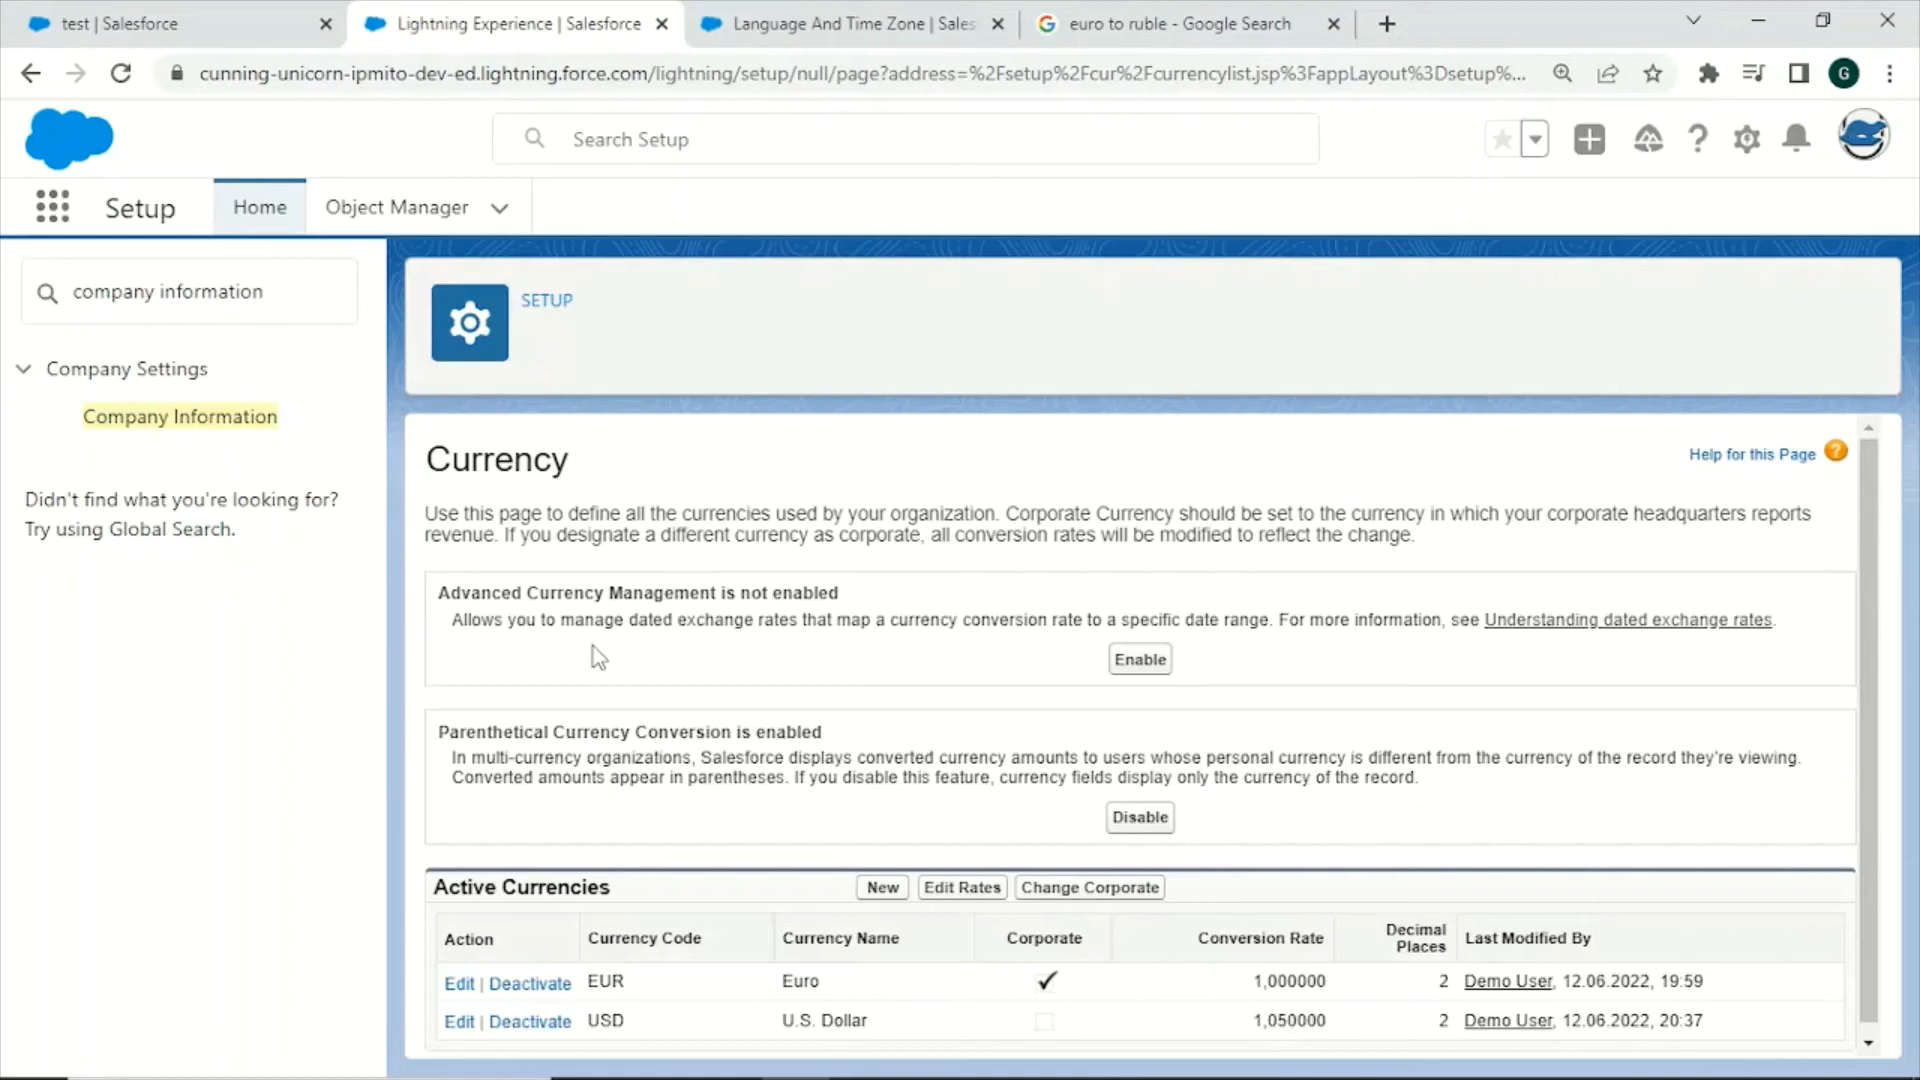 test | Salesforce
Lightning Experience | Salesforce
Language And Time Zone | Sales
euro to ruble - Google Search
cunning-unicorn-ipmito-dev-ed.lightning.force.com/lightning/setup/null/page?address=%2Fsetup%2Fcur%2Fcurrencylist.jsp%3FappLayout%3Dsetup%...
G
Search Setup
Setup
Home
Object Manager
company information
Company Settings
Company Information
Didn't find what you're looking for?
Try using Global Search.
SETUP
Currency
Help for this Page ?
Use this page to define all the currencies used by your organization. Corporate Currency should be set to the currency in which your corporate headquarters reports
revenue. If you designate a different currency as corporate, all conversion rates will be modified to reflect the change.
Advanced Currency Management is not enabled
Allows you to manage dated exchange rates that map a currency conversion rate to a specific date range. For more information, see Understanding dated exchange rates.
Enable
Parenthetical Currency Conversion is enabled
In multi-currency organizations, Salesforce displays converted currency amounts to users whose personal currency is different from the currency of the record they're viewing.
Converted amounts appear in parentheses. If you disable this feature, currency fields display only the currency of the record.
Disable
Active Currencies New Edit Rates Change Corporate
Action Currency Code Currency Name Corporate Conversion Rate Decimal Places Last Modified By
Edit | Deactivate EUR Euro ✓ 1,000000 2 Demo User, 12.06.2022, 19:59
Edit | Deactivate USD U.S. Dollar 1,050000 2 Demo User, 12.06.2022, 20:37